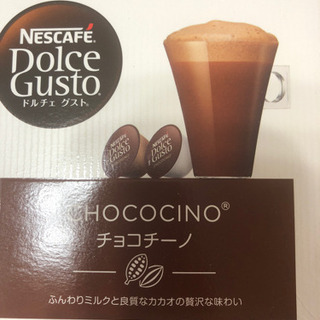 NESCAFÉ
Dolce
Gusto
ドルチェ グスト
CHOCOCINO®
チョコチーノ
ふんわりミルクと良質なカカオの贅沢な味わい